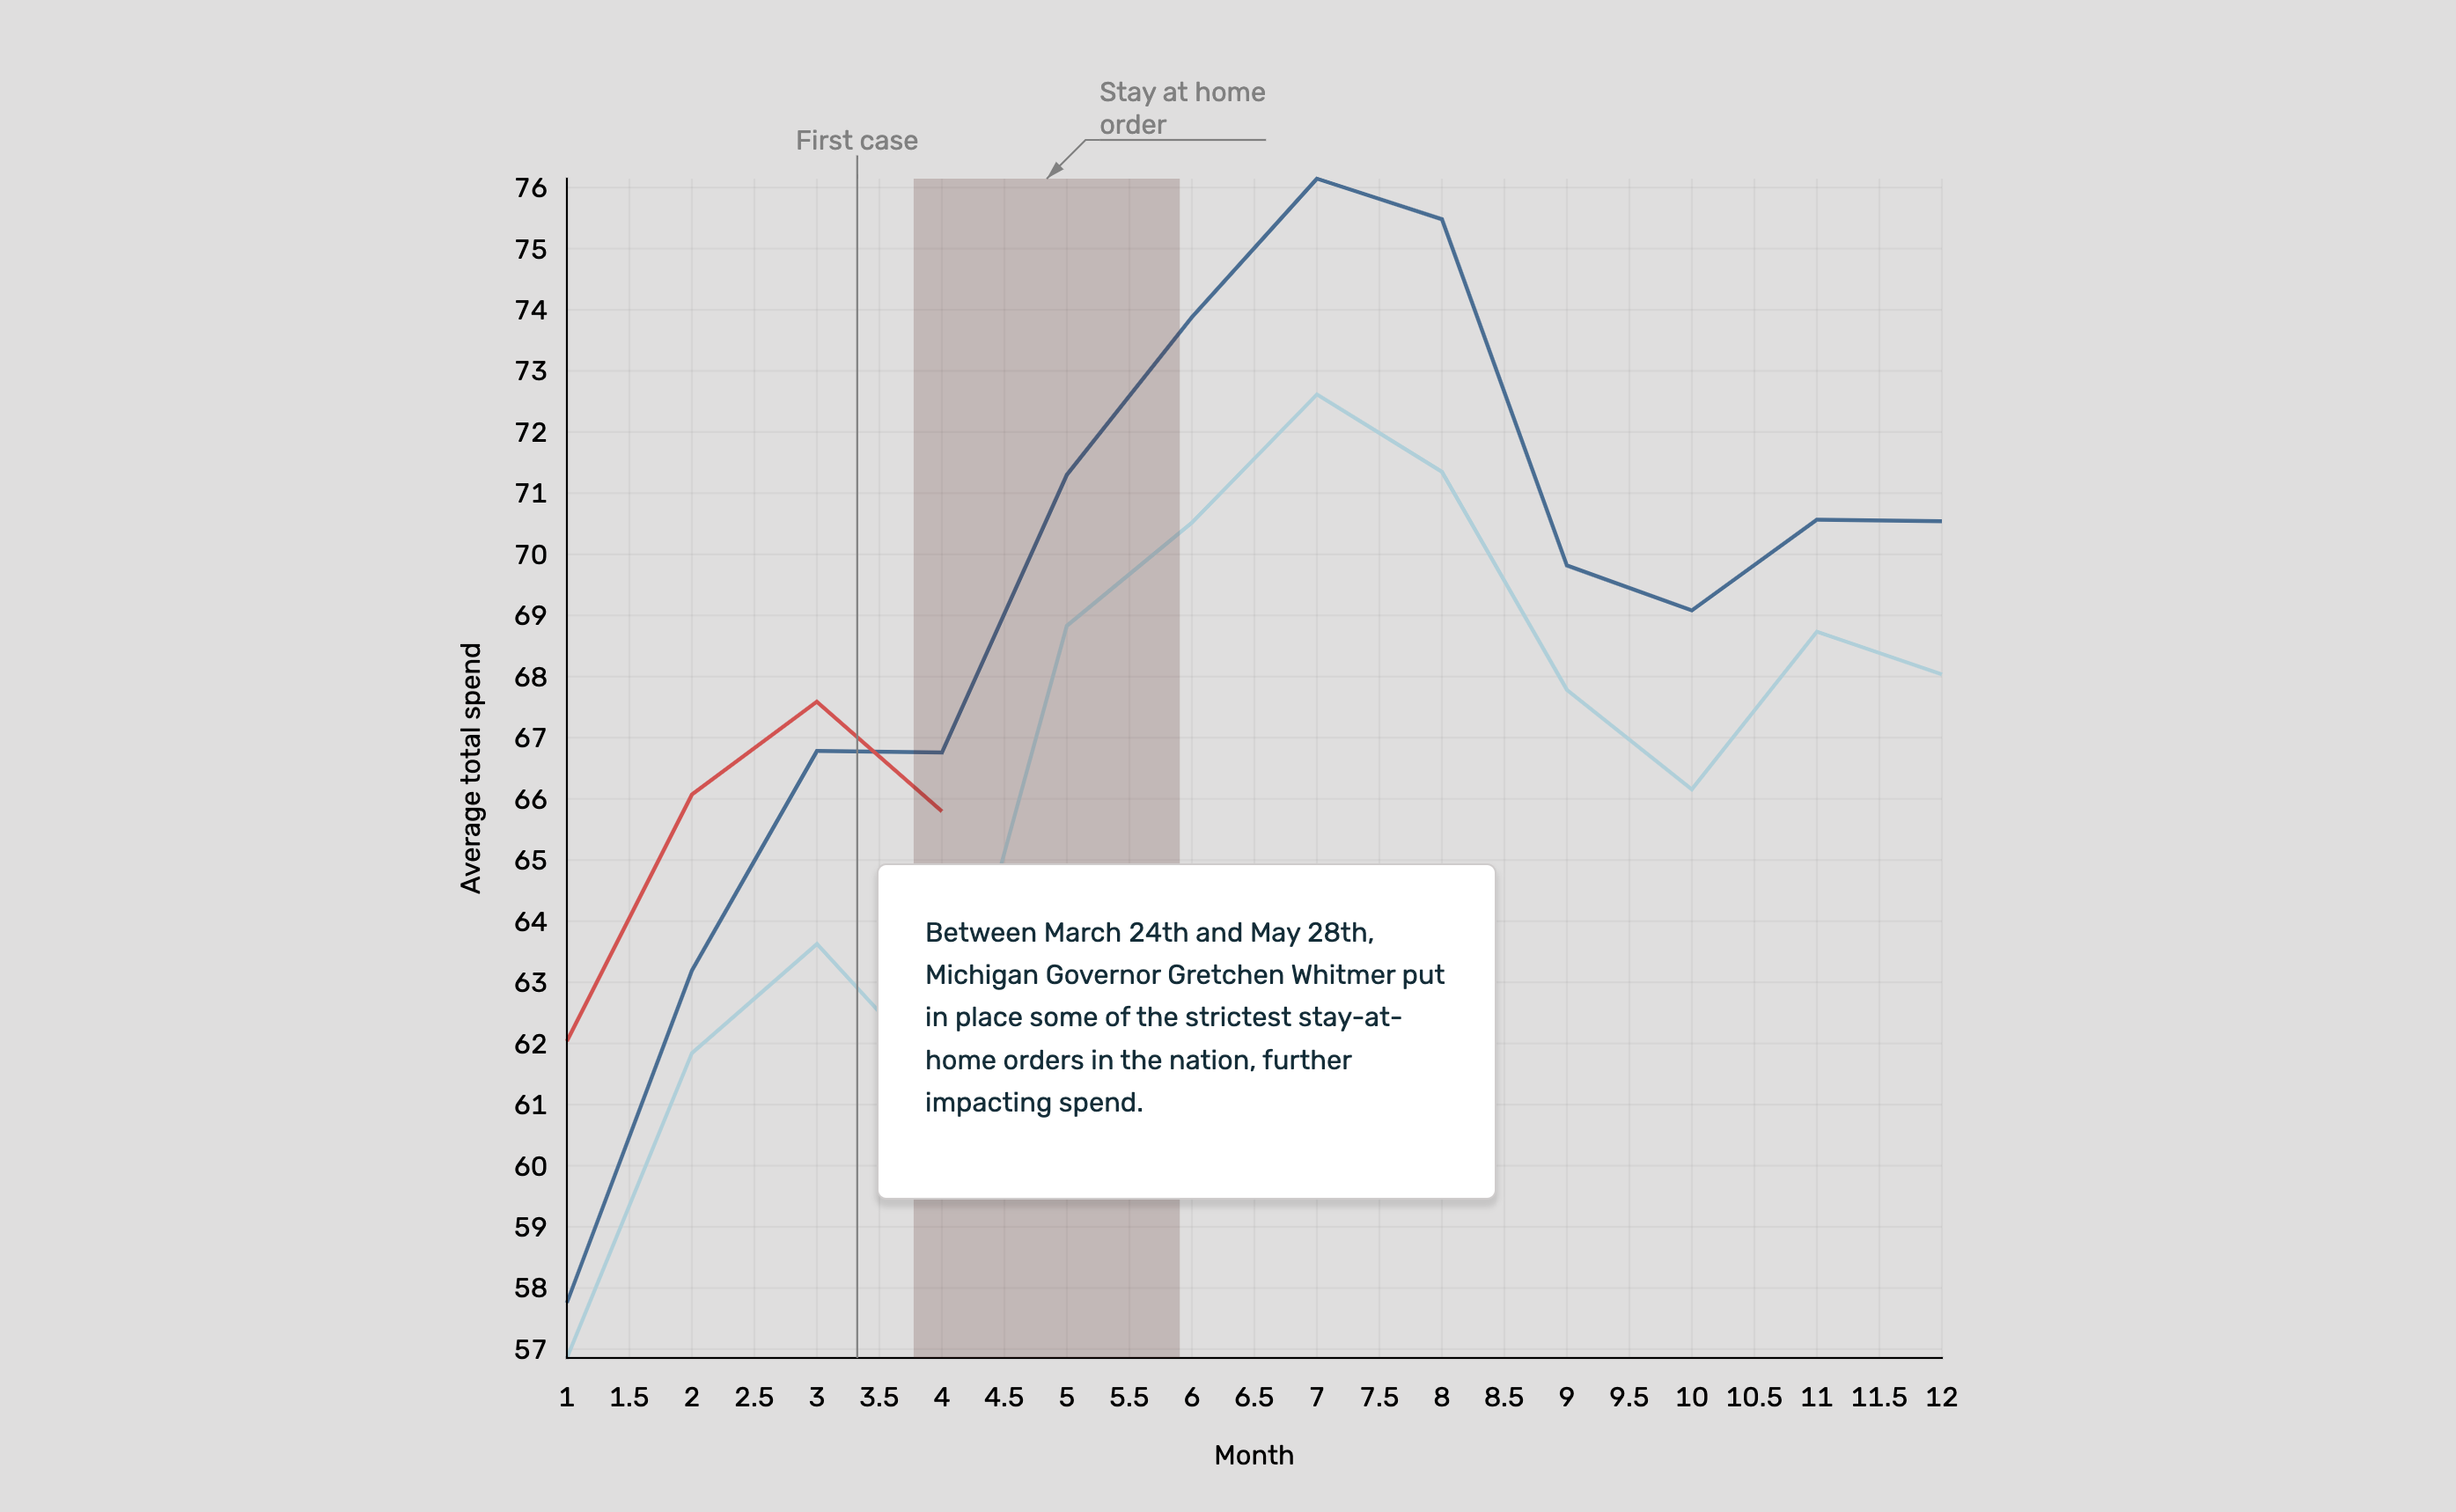 Stay at home
order
First case
76
75
74
73
72
71
70
69
68
67
66
65
64
63
62
61
60
59
58
57
Average total spend
Between March 24th and May 28th,
Michigan Governor Gretchen Whitmer put
in place some of the strictest stay-at-
home orders in the nation, further
impacting spend.
1 1.5 2 2.5 3 3.5 4 4.5 5 5.5 6 6.5 7 7.5 8 8.5 9 9.5 10 10.5 11 11.5 12
Month